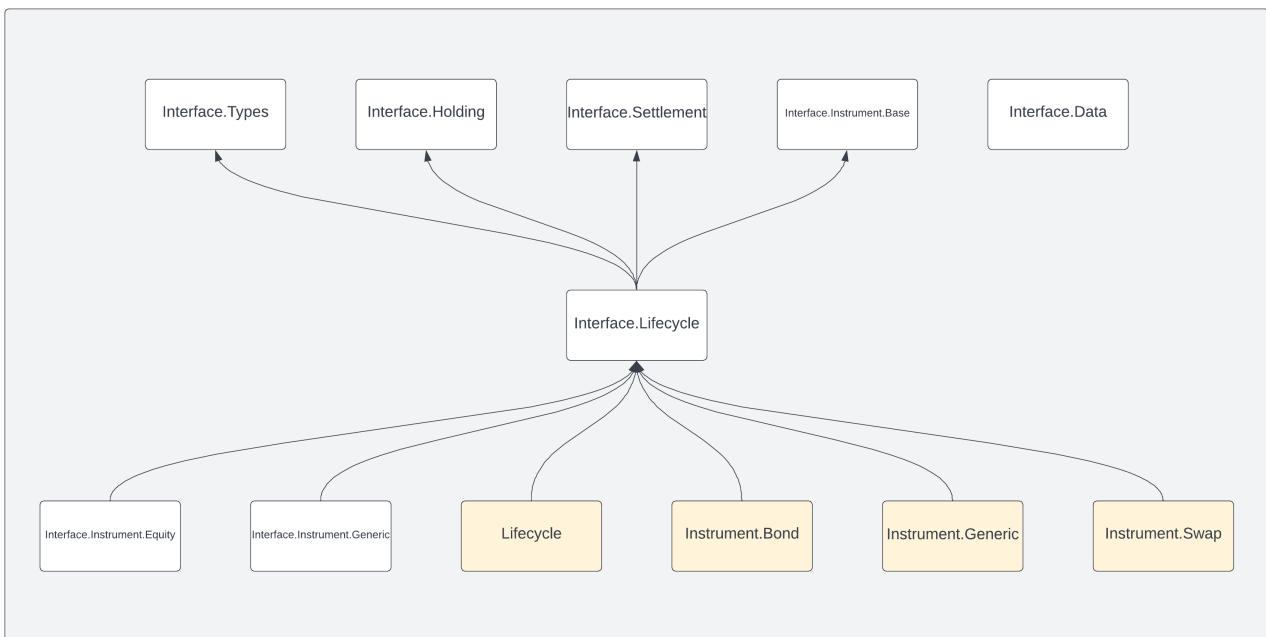 Interface.Types
Interface.Holding
Interface.Settlement
Interface.Instrument.Base
Interface.Data
Interface.Lifecycle
Interface.Instrument.Equity
Interface.Instrument.Generic
Lifecycle
Instrument.Bond
Instrument.Generic
Instrument.Swap